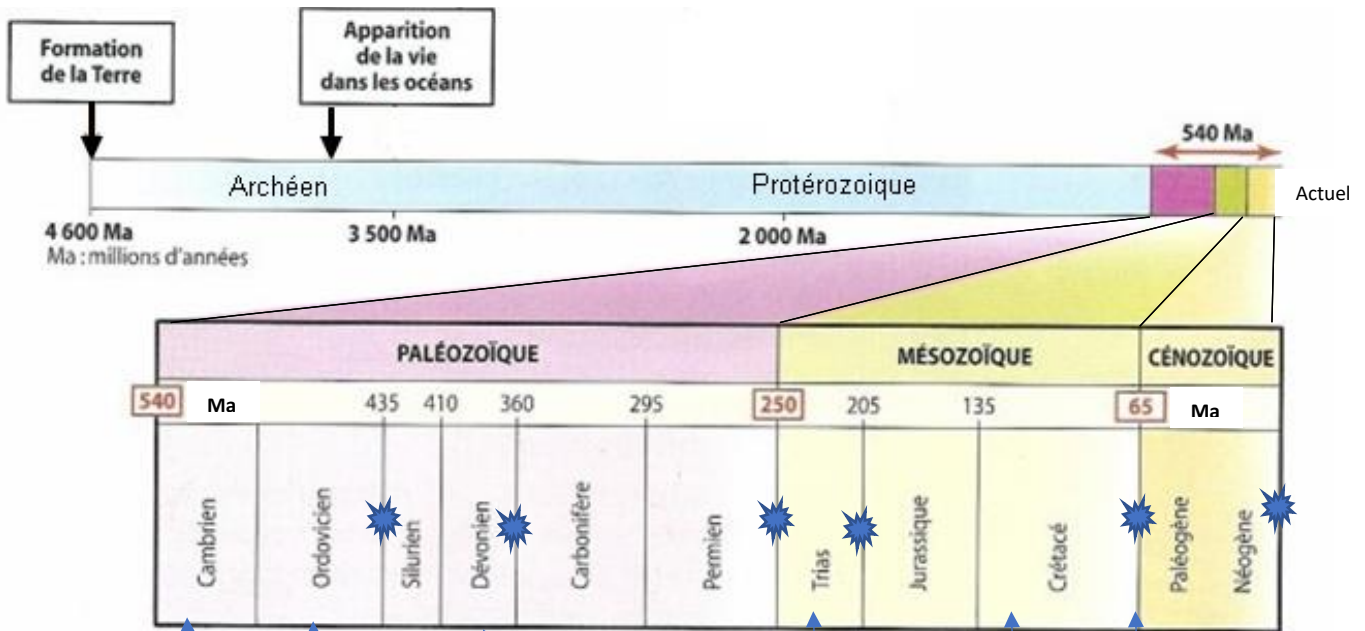 Formation
de la Terre
Apparition
de la vie
dans les océans
540 Ma
Archéen
Protérozoique
Actuel
4 600 Ma
3 500 Ma
2 000 Ma
Ma : millions d'années
PALÉOZOÏQUE
MÉSOZOÏQUE
CÉNOZOÏQUE
540
Ma
435
410
360
295
250
205
135
65
Ma
Cambrien
Ordovicien
Silurien
Dévonien
Carbonifère
Permien
Trias
Jurassique
Crétacé
Paléogène
Néogène